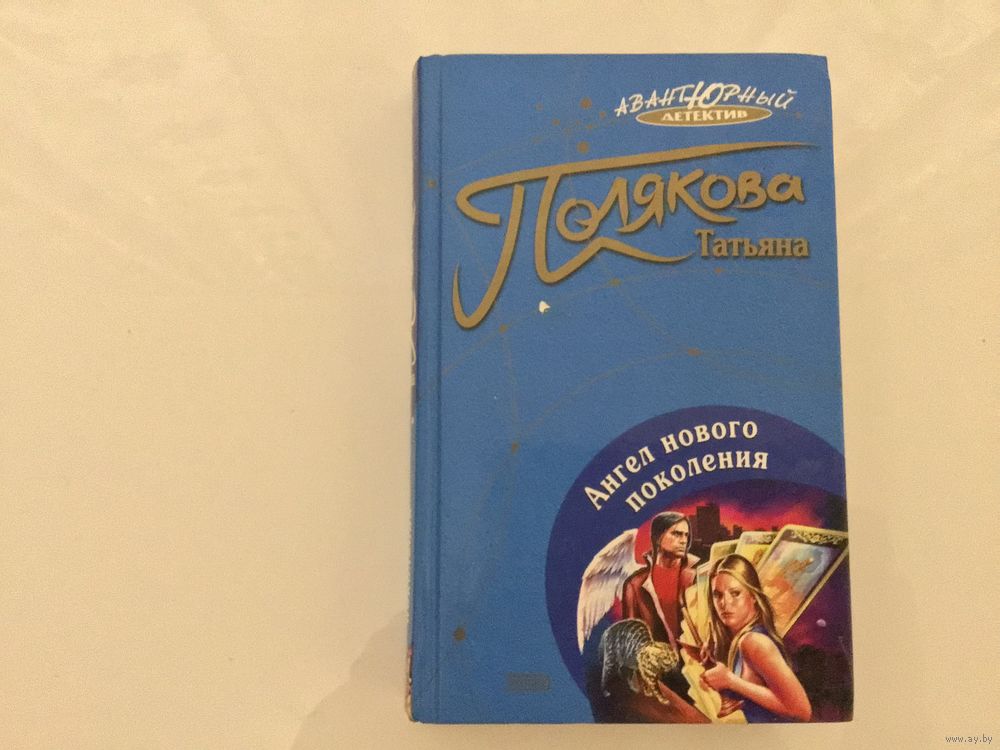 АВАНТЮРНЫЙ
ДЕТЕКТИВ
ПОЛЯКОВА
Татьяна
Ангел нового
поколения
www.ay.by